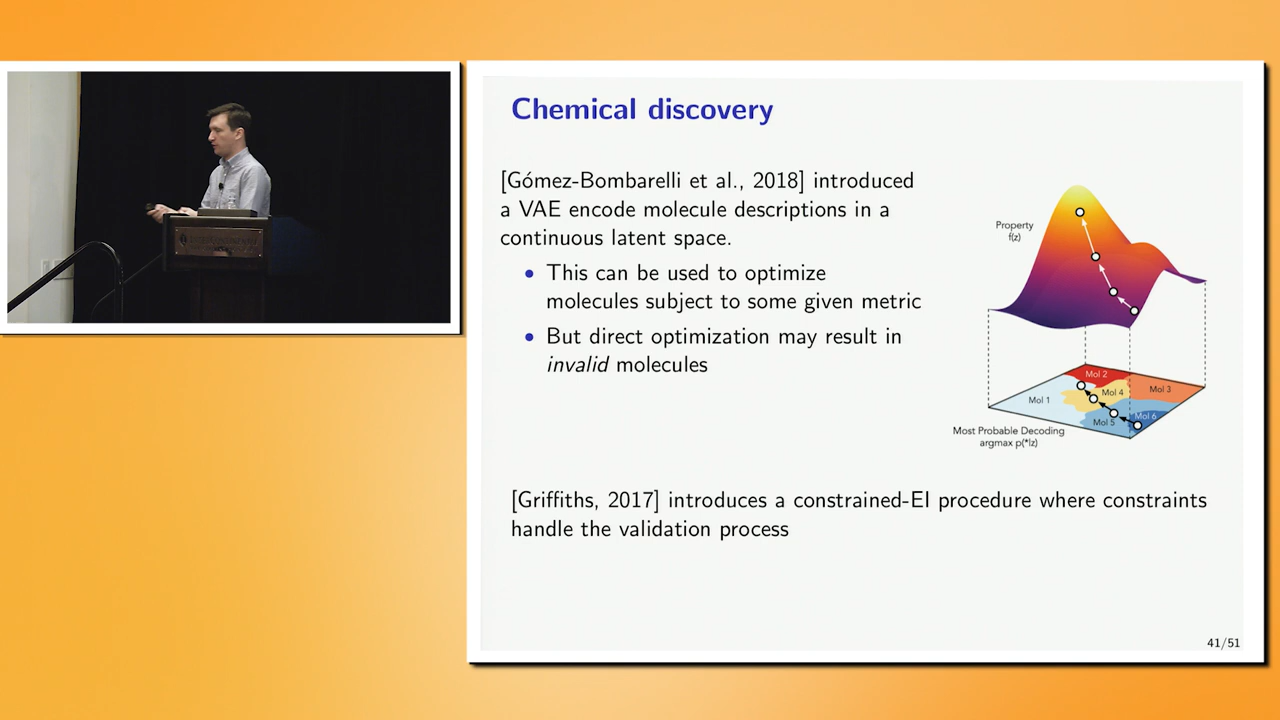 Chemical discovery
[Gómez-Bombarelli et al., 2018] introduced
a VAE encode molecule descriptions in a
continuous latent space.
• This can be used to optimize
molecules subject to some given metric
• But direct optimization may result in
invalid molecules
Property
f(z)
Mol 2
Mol 3
Mol 4
Mol 1
Mol 6
Mol 5
Most Probable Decoding
argmax p(*|z)
[Griffiths, 2017] introduces a constrained-EI procedure where constraints
handle the validation process
41/51